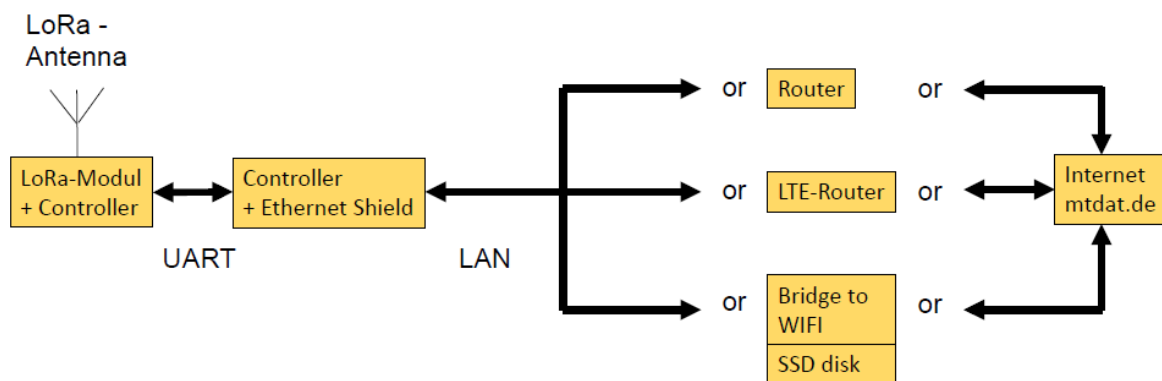 LoRa -
Antenna
LoRa-Modul
+ Controller
UART
Controller
+ Ethernet Shield
LAN
or
Router
or
or
LTE-Router
or
or
Bridge to
WIFI
SSD disk
or
Internet
mtdat.de